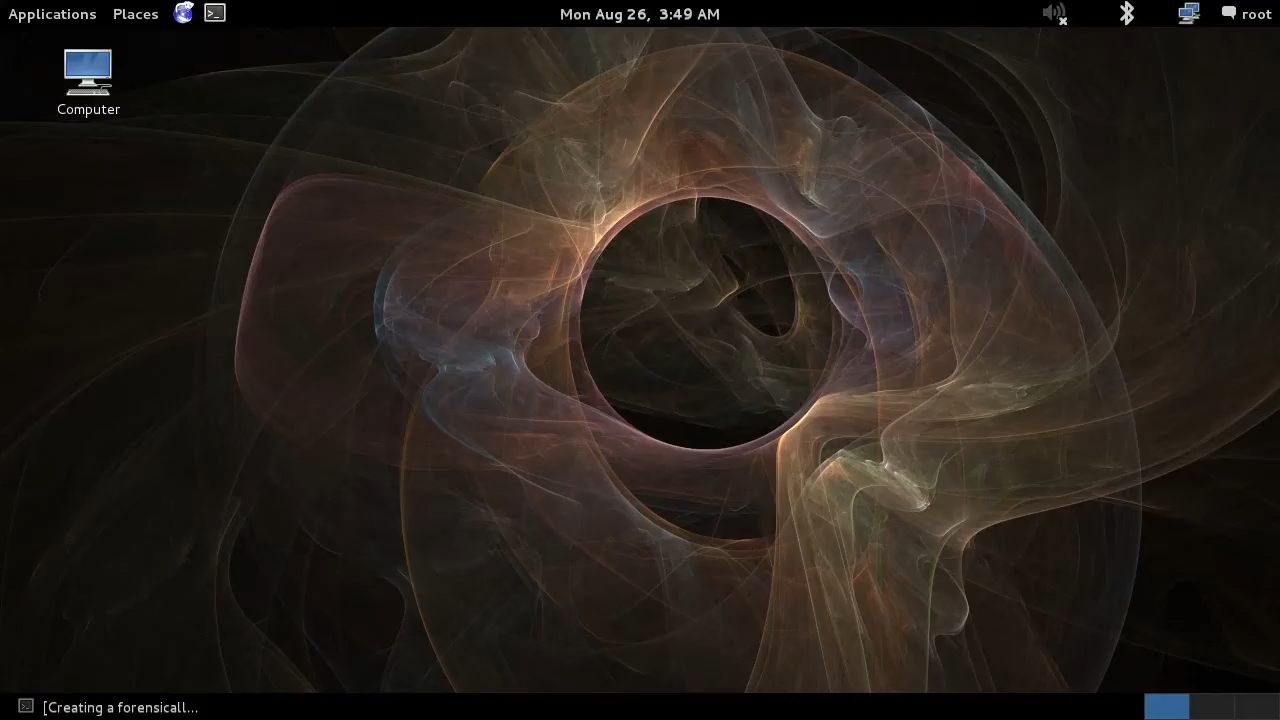 Applications Places Mon Aug 26, 3:49 AM root
Computer
[Creating a forensicall...